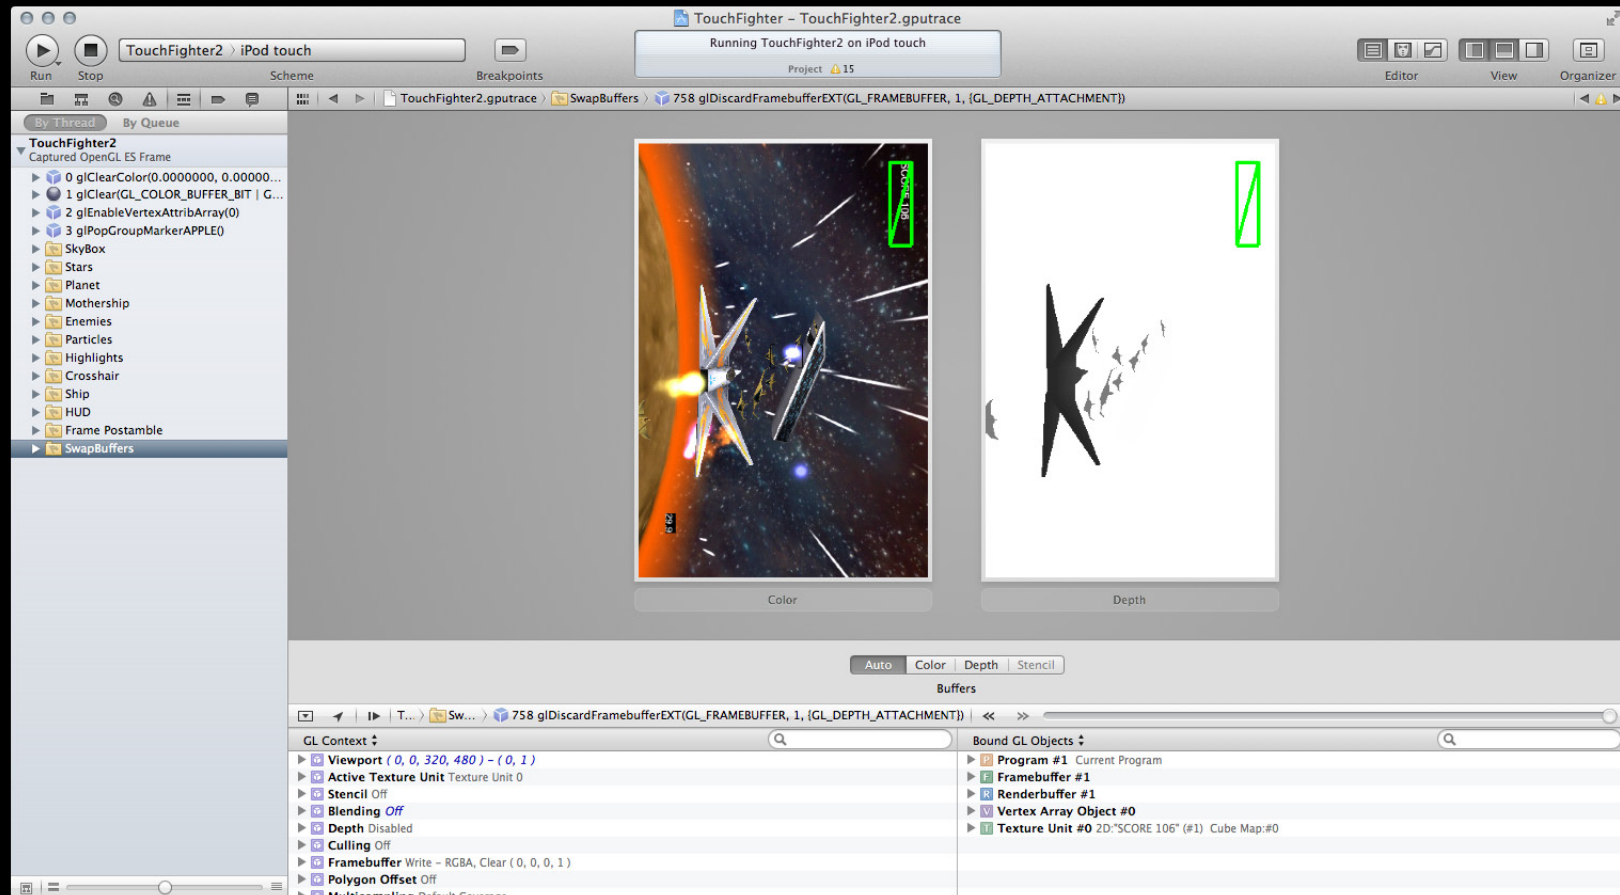 TouchFighter – TouchFighter2.gputrace
TouchFighter2 › iPod touch
Running TouchFighter2 on iPod touch
Project 15
Run Stop Scheme Breakpoints Editor View Organizer
TouchFighter2.gputrace SwapBuffers 758 glDiscardFramebufferEXT(GL_FRAMEBUFFER, 1, {GL_DEPTH_ATTACHMENT})
By Thread By Queue
TouchFighter2
Captured OpenGL ES Frame
0 glClearColor(0.0000000, 0.00000...
1 glClear(GL_COLOR_BUFFER_BIT | G...
2 glEnableVertexAttribArray(0)
3 glPopGroupMarkerAPPLE()
SkyBox
Stars
Planet
Mothership
Enemies
Particles
Highlights
Crosshair
Ship
HUD
Frame Postamble
SwapBuffers
SCORE 106
29.9
Color Depth
Auto Color Depth Stencil
Buffers
T... Sw... 758 glDiscardFramebufferEXT(GL_FRAMEBUFFER, 1, {GL_DEPTH_ATTACHMENT})
GL Context
Viewport ( 0, 0, 320, 480 ) – ( 0, 1 )
Active Texture Unit Texture Unit 0
Stencil Off
Blending Off
Depth Disabled
Culling Off
Framebuffer Write – RGBA, Clear ( 0, 0, 0, 1 )
Polygon Offset Off
Multisampling Default Coverage
Bound GL Objects
P Program #1 Current Program
F Framebuffer #1
R Renderbuffer #1
V Vertex Array Object #0
T Texture Unit #0 2D:"SCORE 106" (#1) Cube Map:#0